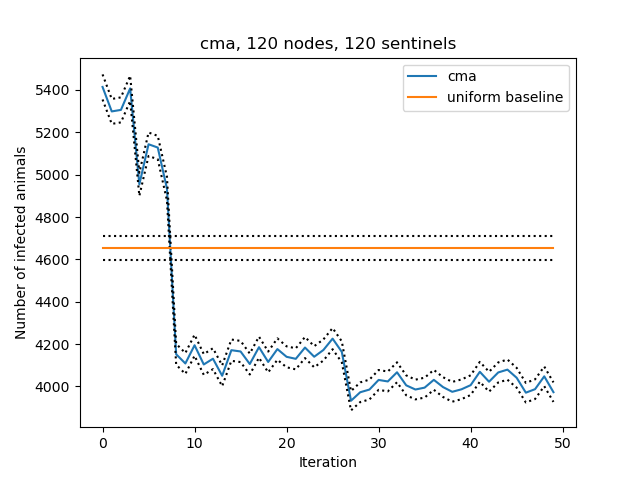 cma, 120 nodes, 120 sentinels
cma
uniform baseline
Number of infected animals
5400
5200
5000
4800
4600
4400
4200
4000
0 10 20 30 40 50
Iteration